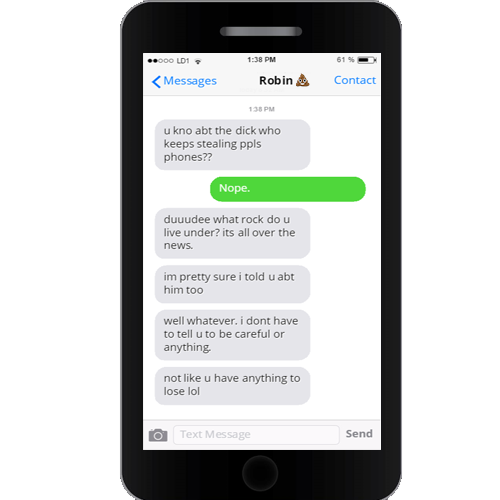 LD1 1:38 PM 61 %
Messages Robin 💩 Contact
1:38 PM
u kno abt the dick who
keeps stealing ppls
phones??
Nope.
duuudee what rock do u
live under? its all over the
news.
im pretty sure i told u abt
him too
well whatever. i dont have
to tell u to be careful or
anything.
not like u have anything to
lose lol
Text Message Send